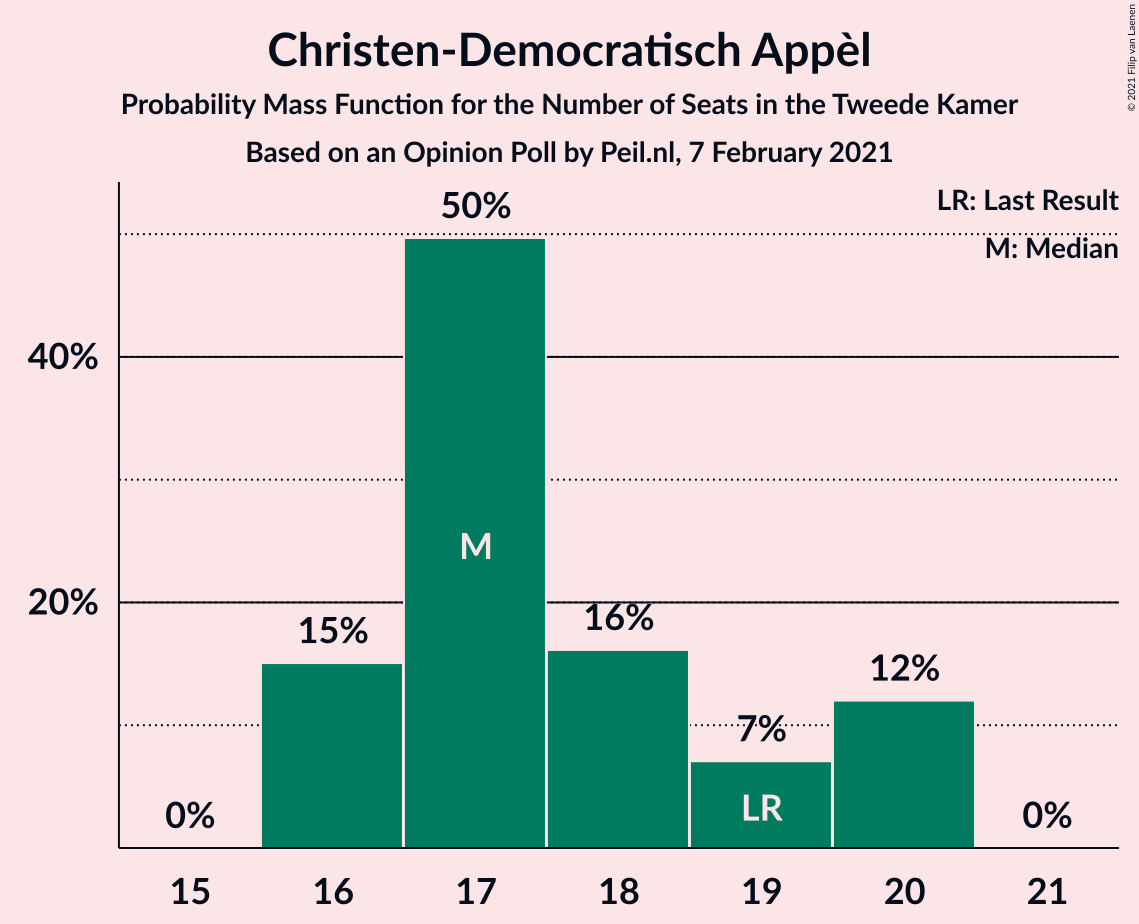 Christen-Democratisch Appèl
Probability Mass Function for the Number of Seats in the Tweede Kamer
Based on an Opinion Poll by Peil.nl, 7 February 2021
© 2021 Filip van Laenen
LR: Last Result
M: Median
50%
40%
M
20%
15%
16%
12%
7%
LR
0%
0%
15 16 17 18 19 20 21